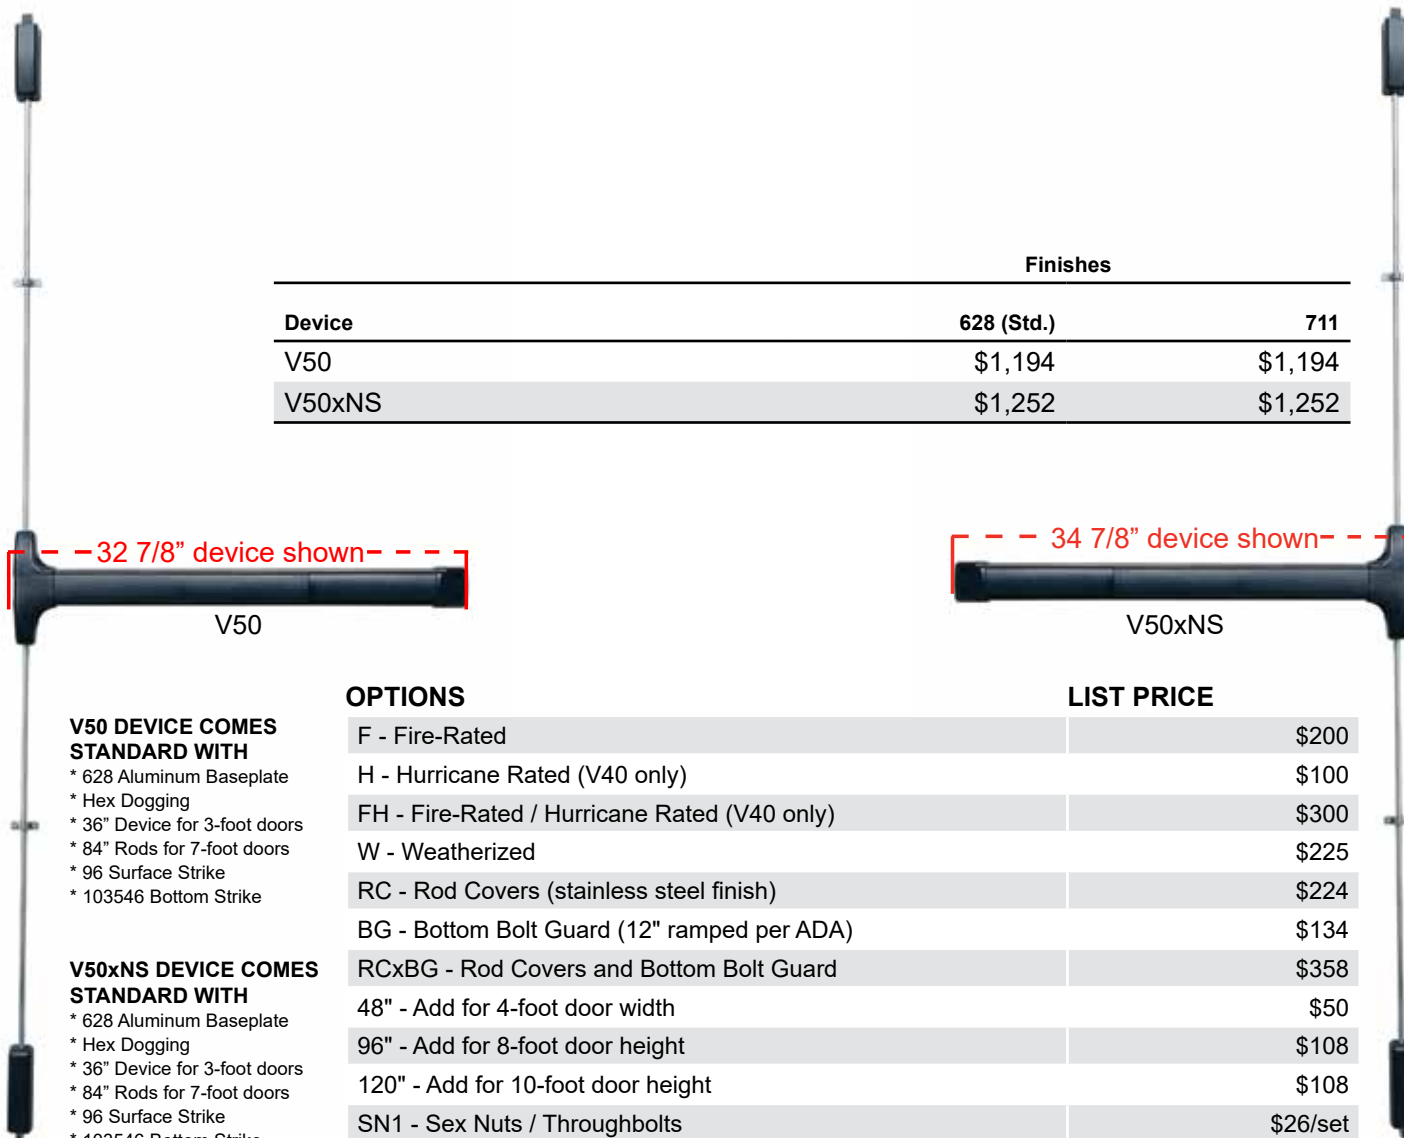 Finishes
Device 628 (Std.) 711
V50 $1,194 $1,194
V50xNS $1,252 $1,252
32 7/8” device shown
34 7/8” device shown
V50
V50xNS
OPTIONS LIST PRICE
F - Fire-Rated $200
H - Hurricane Rated (V40 only) $100
FH - Fire-Rated / Hurricane Rated (V40 only) $300
W - Weatherized $225
RC - Rod Covers (stainless steel finish) $224
BG - Bottom Bolt Guard (12" ramped per ADA) $134
RCxBG - Rod Covers and Bottom Bolt Guard $358
48" - Add for 4-foot door width $50
96" - Add for 8-foot door height $108
120" - Add for 10-foot door height $108
SN1 - Sex Nuts / Throughbolts $26/set
V50 DEVICE COMES
STANDARD WITH
* 628 Aluminum Baseplate
* Hex Dogging
* 36” Device for 3-foot doors
* 84” Rods for 7-foot doors
* 96 Surface Strike
* 103546 Bottom Strike
V50xNS DEVICE COMES
STANDARD WITH
* 628 Aluminum Baseplate
* Hex Dogging
* 36” Device for 3-foot doors
* 84” Rods for 7-foot doors
* 96 Surface Strike
* 103546 Bottom Strike